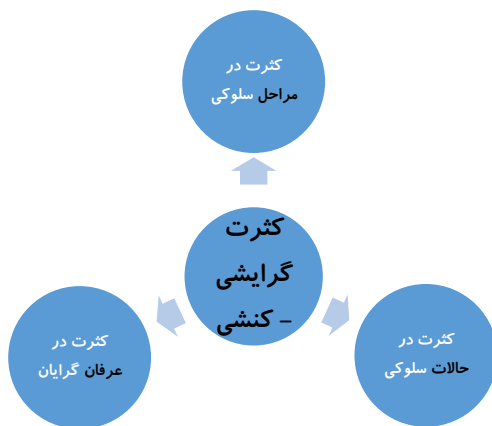 کثرت در
مراحل سلوکی
کثرت
گرایشی
– کنشی
کثرت در
حالات سلوکی
کثرت در
عرفان گرایان